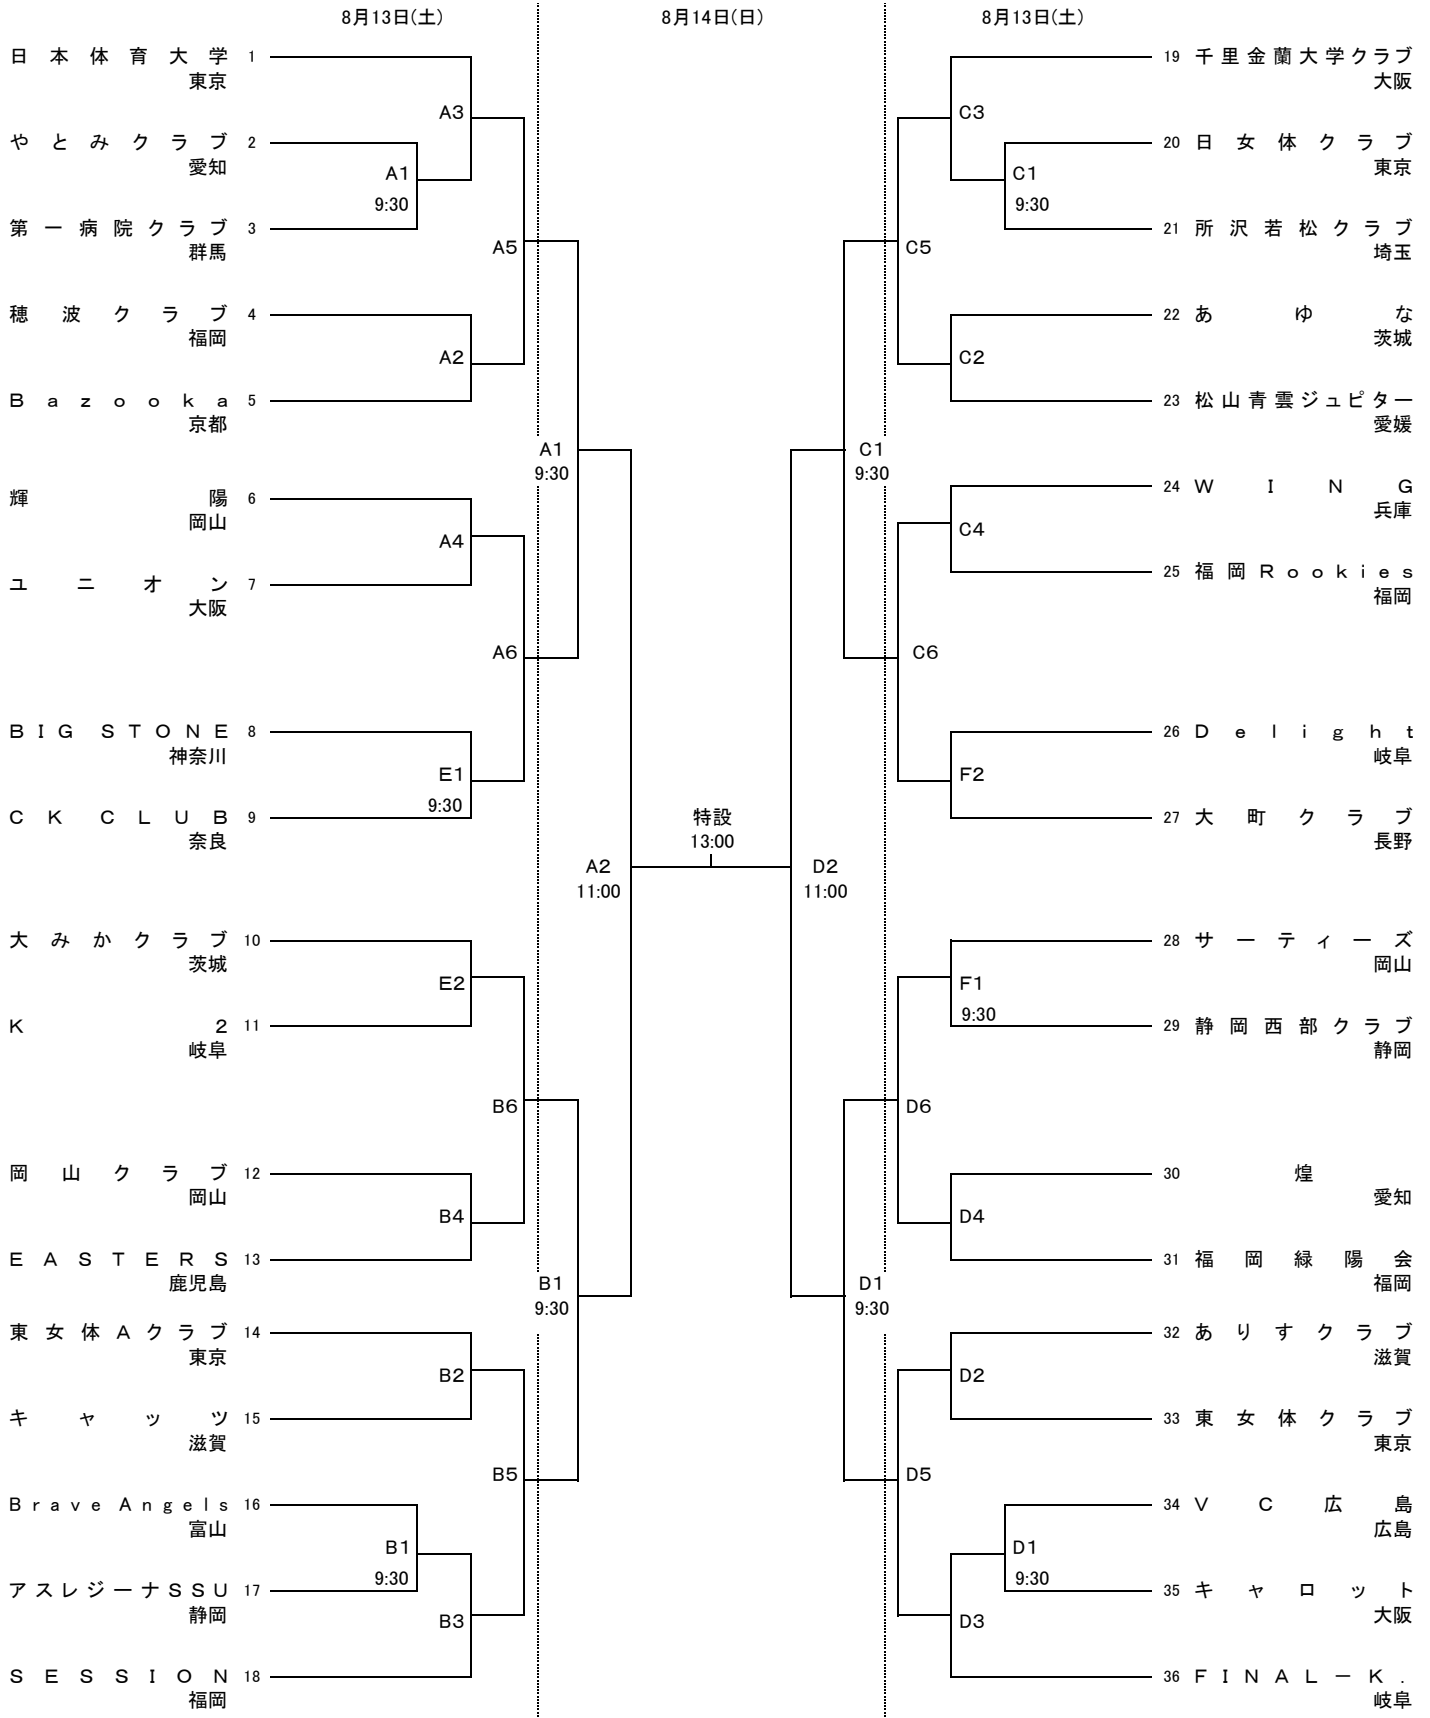 8月13日(土) 8月14日(日) 8月13日(土)
日本体育大学 1 19 千里金蘭大学クラブ
東京 大阪
A3 C3
やとみクラブ 2 20 日女体クラブ
愛知 東京
A1 C1
9:30 9:30
第一病院クラブ 3 21 所沢若松クラブ
群馬 埼玉
A5 C5
穂波クラブ 4 22 あゆな
福岡 茨城
A2 C2
Bazooka 5 23 松山青雲ジュピター
京都 愛媛
A1 C1
9:30 9:30
輝陽 6 24 WING
岡山 兵庫
A4 C4
ユニオン 7 25 福岡Rookies
大阪 福岡
A6 C6
BIG STONE 8 26 Delight
神奈川 岐阜
E1 F2
9:30
CK CLUB 9 特設 27 大町クラブ
奈良 13:00 長野
A2 D2
11:00 11:00
大みかクラブ 10 28 サーティーズ
茨城 岡山
E2 F1
9:30
K2 11 29 静岡西部クラブ
岐阜 静岡
B6 D6
岡山クラブ 12 30 煌
岡山 愛知
B4 D4
EASTERS 13 31 福岡緑陽会
鹿児島 福岡
B1 D1
9:30 9:30
東女体Aクラブ 14 32 ありすクラブ
東京 滋賀
B2 D2
キャッツ 15 33 東女体クラブ
滋賀 東京
B5 D5
Brave Angels 16 34 VC広島
富山 広島
B1 D1
9:30 9:30
アスレジーナSSU 17 35 キャロット
静岡 大阪
B3 D3
SESSION 18 36 FINAL－K.
福岡 岐阜